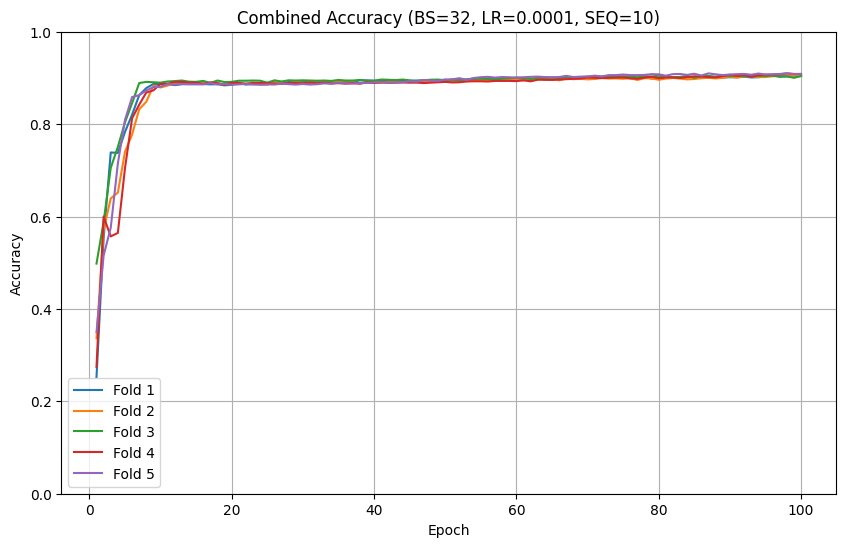 Combined Accuracy (BS=32, LR=0.0001, SEQ=10)
Accuracy
1.0
0.8
0.6
0.4
0.2
0.0
Fold 1
Fold 2
Fold 3
Fold 4
Fold 5
0 20 40 60 80 100
Epoch